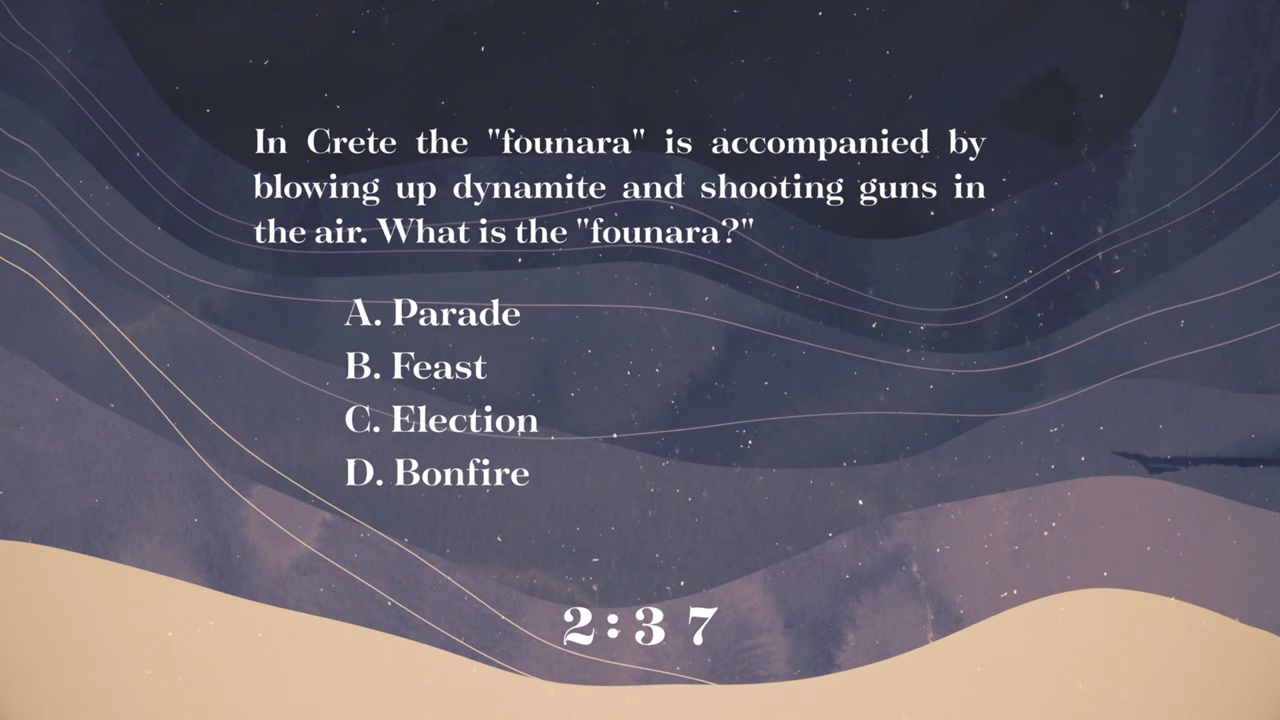 In Crete the "founara" is accompanied by
blowing up dynamite and shooting guns in
the air. What is the "founara?"
A. Parade
B. Feast
C. Election
D. Bonfire
2:37